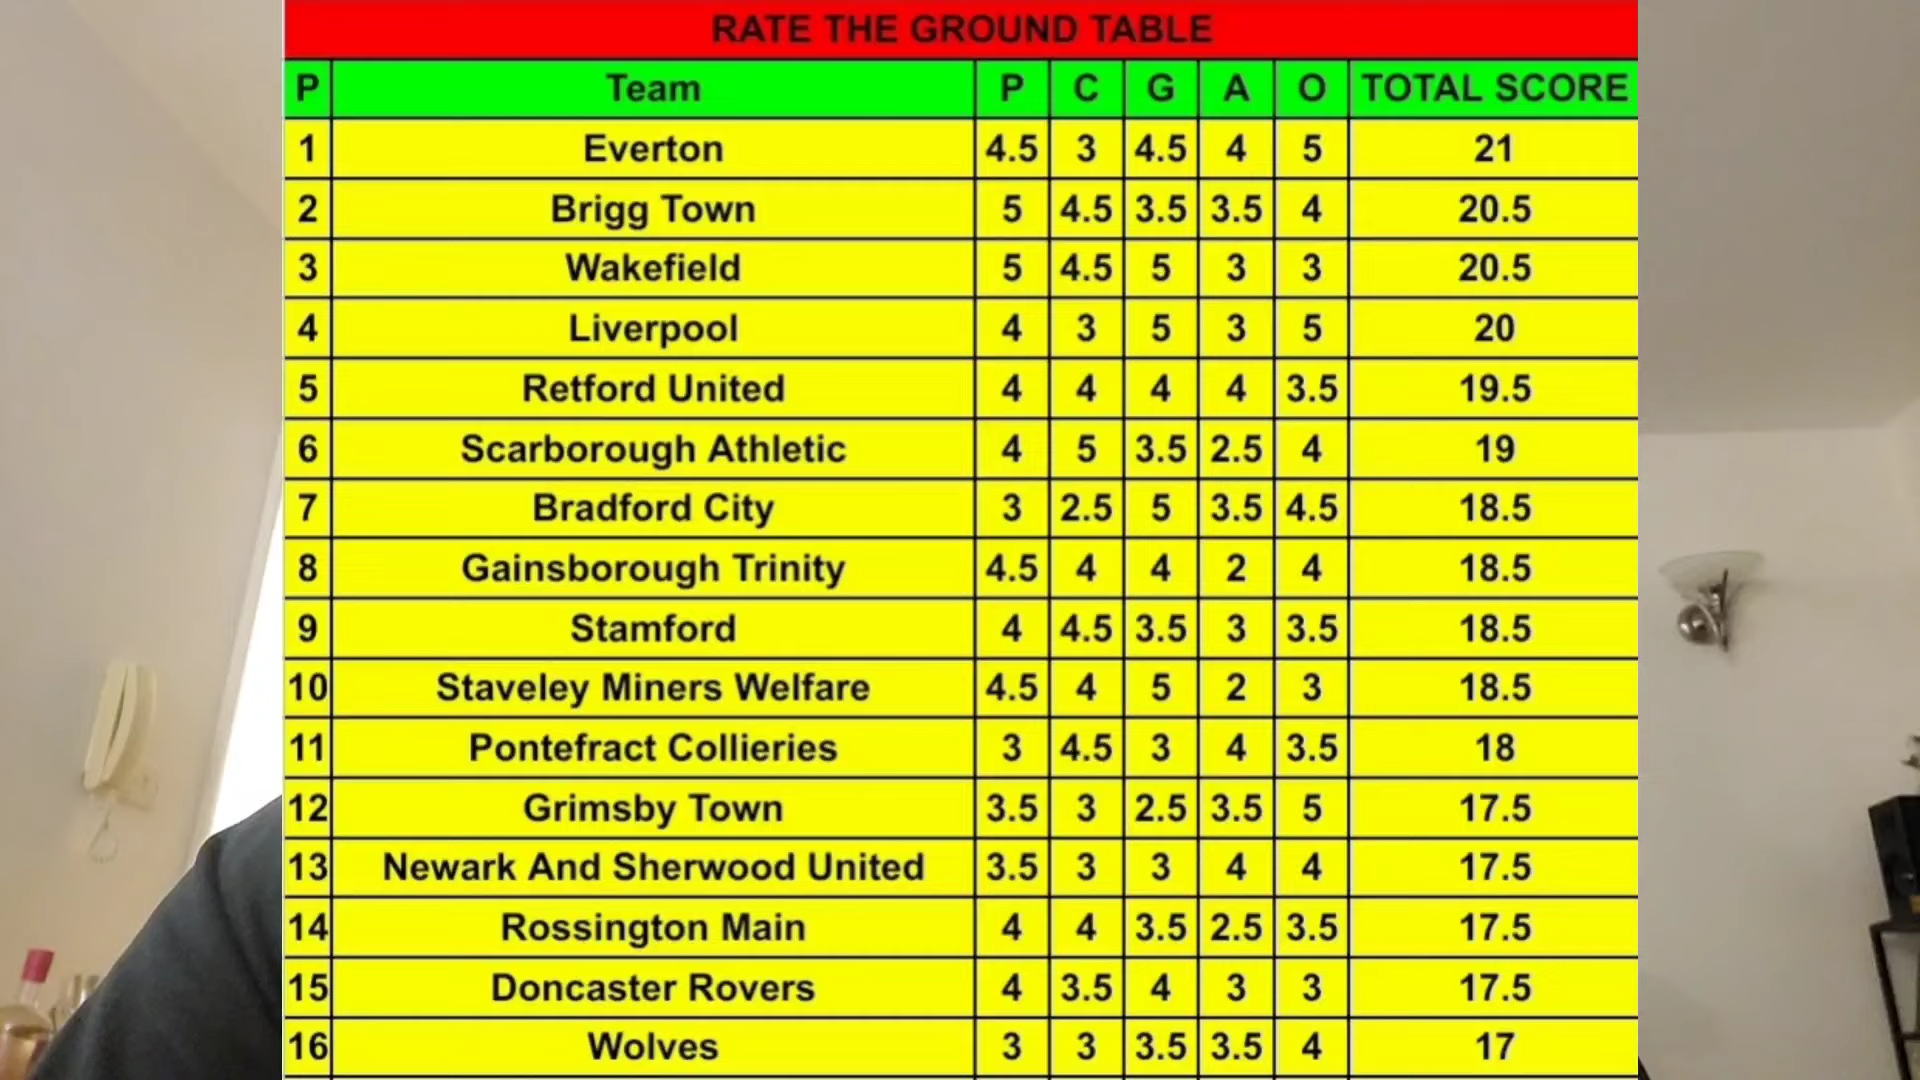 RATE THE GROUND TABLE
P Team P C G A O TOTAL SCORE
1 Everton 4.5 3 4.5 4 5 21
2 Brigg Town 5 4.5 3.5 3.5 4 20.5
3 Wakefield 5 4.5 5 3 3 20.5
4 Liverpool 4 3 5 3 5 20
5 Retford United 4 4 4 4 3.5 19.5
6 Scarborough Athletic 4 5 3.5 2.5 4 19
7 Bradford City 3 2.5 5 3.5 4.5 18.5
8 Gainsborough Trinity 4.5 4 4 2 4 18.5
9 Stamford 4 4.5 3.5 3 3.5 18.5
10 Staveley Miners Welfare 4.5 4 5 2 3 18.5
11 Pontefract Collieries 3 4.5 3 4 3.5 18
12 Grimsby Town 3.5 3 2.5 3.5 5 17.5
13 Newark And Sherwood United 3.5 3 3 4 4 17.5
14 Rossington Main 4 4 3.5 2.5 3.5 17.5
15 Doncaster Rovers 4 3.5 4 3 3 17.5
16 Wolves 3 3 3.5 3.5 4 17